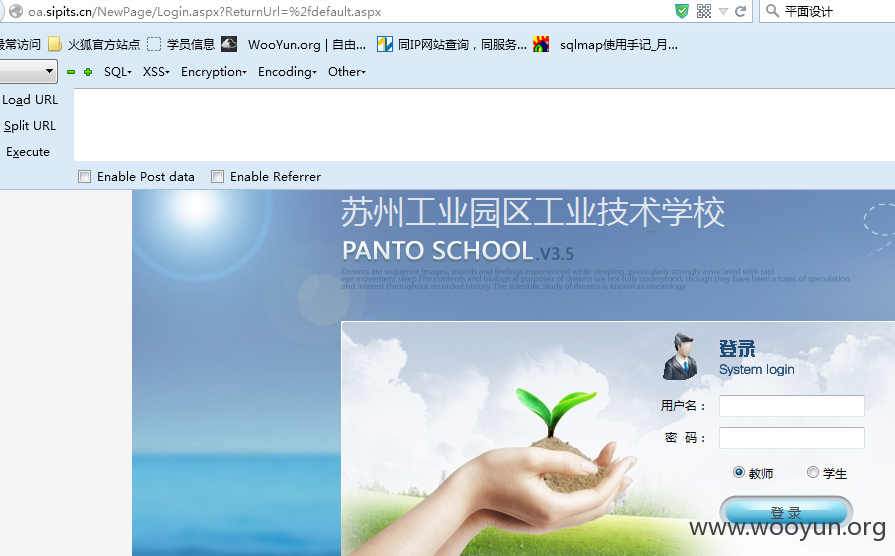 oa.sipits.cn/NewPage/Login.aspx?ReturnUrl=%2fdefault.aspx 平面设计
最常访问 火狐官方站点 学员信息 WooYun.org | 自由... 同IP网站查询，同服务... sqlmap使用手记_月...
SQL XSS Encryption Encoding Other
Load URL
Split URL
Execute
Enable Post data Enable Referrer
苏州工业园区工业技术学校
PANTO SCHOOL .V3.5
Dreams are sequence images, sounds and feelings experienced while sleeping, particularly strongly associated with rapi
eye movement sleep.The contents and biological purposes of dream are not fully understood, though they have been a topic of speculation
and interest throughout recorded history. The scientific study of dreams is known as oneirology
登录
System login
用户名：
密 码：
教师 学生
登 录
www.wooyun.org